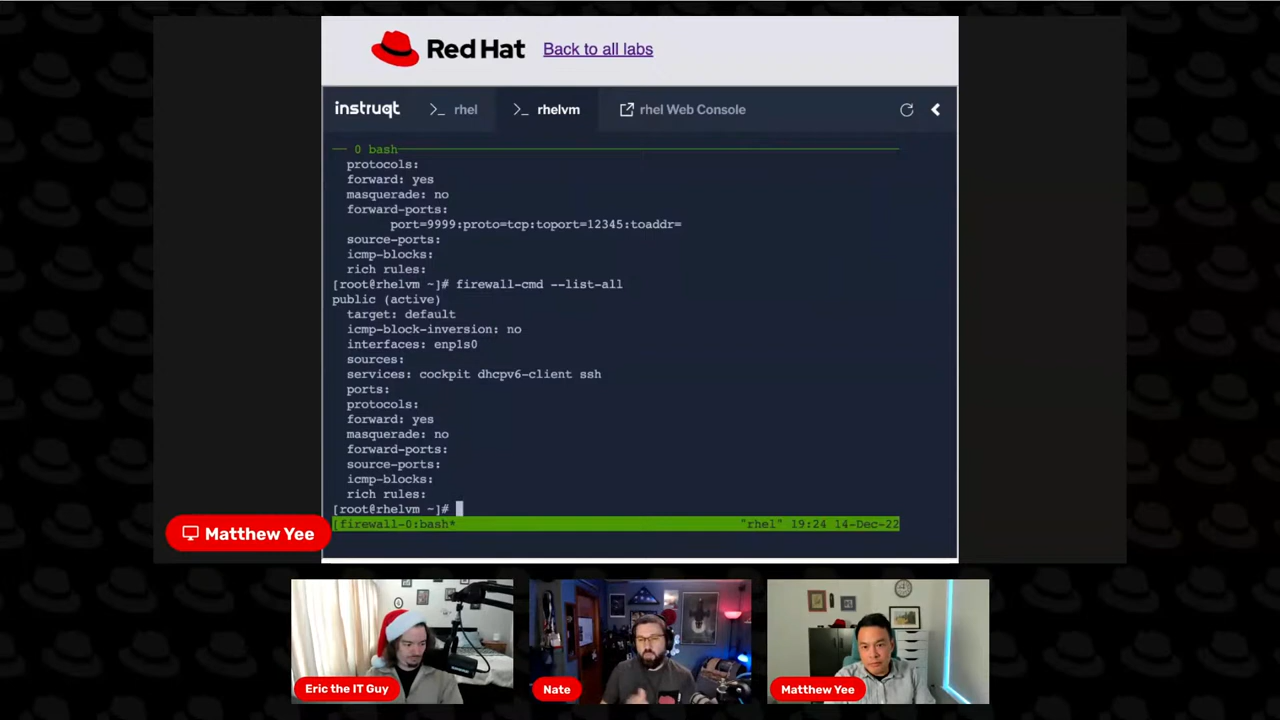 Red Hat Back to all labs
instruqt >_ rhel >_ rhelvm rhel Web Console
0 bash
protocols:
forward: yes
masquerade: no
forward-ports:
port=9999:proto=tcp:toport=12345:toaddr=
source-ports:
icmp-blocks:
rich rules:
[root@rhelvm ~]# firewall-cmd --list-all
public (active)
target: default
icmp-block-inversion: no
interfaces: enp1s0
sources:
services: cockpit dhcpv6-client ssh
ports:
protocols:
forward: yes
masquerade: no
forward-ports:
source-ports:
icmp-blocks:
rich rules:
[root@rhelvm ~]#
[firewall-0:bash* "rhel" 19:24 14-Dec-22
Matthew Yee
Eric the IT Guy
Nate
Matthew Yee